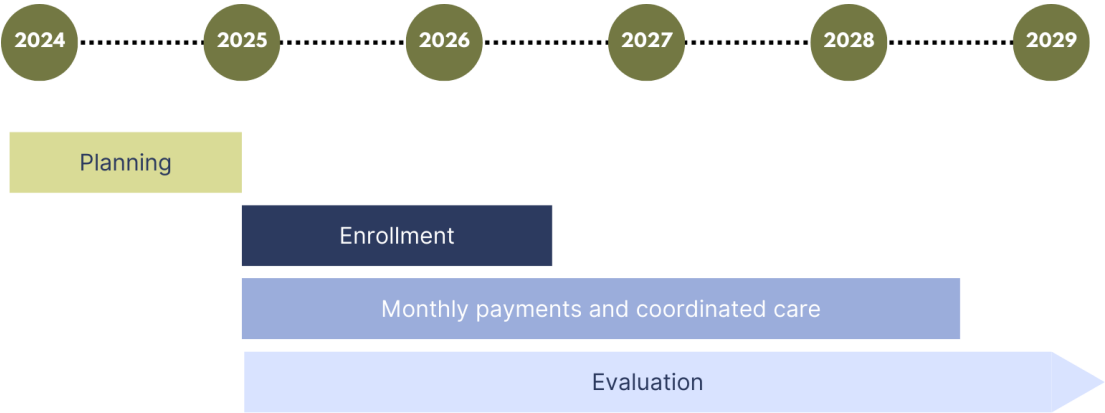 2024 2025 2026 2027 2028 2029
Planning
Enrollment
Monthly payments and coordinated care
Evaluation